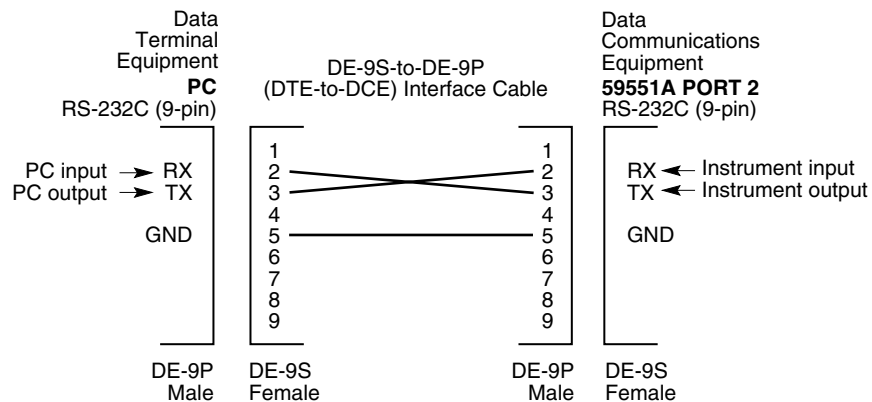 Data
Terminal
Equipment
PC
RS-232C (9-pin)
DE-9S-to-DE-9P
(DTE-to-DCE) Interface Cable
Data
Communications
Equipment
59551A PORT 2
RS-232C (9-pin)
PC input → RX
PC output → TX
GND
1
2
3
4
5
6
7
8
9
1
2
3
4
5
6
7
8
9
RX ← Instrument input
TX ← Instrument output
GND
DE-9P
Male
DE-9S
Female
DE-9P
Male
DE-9S
Female